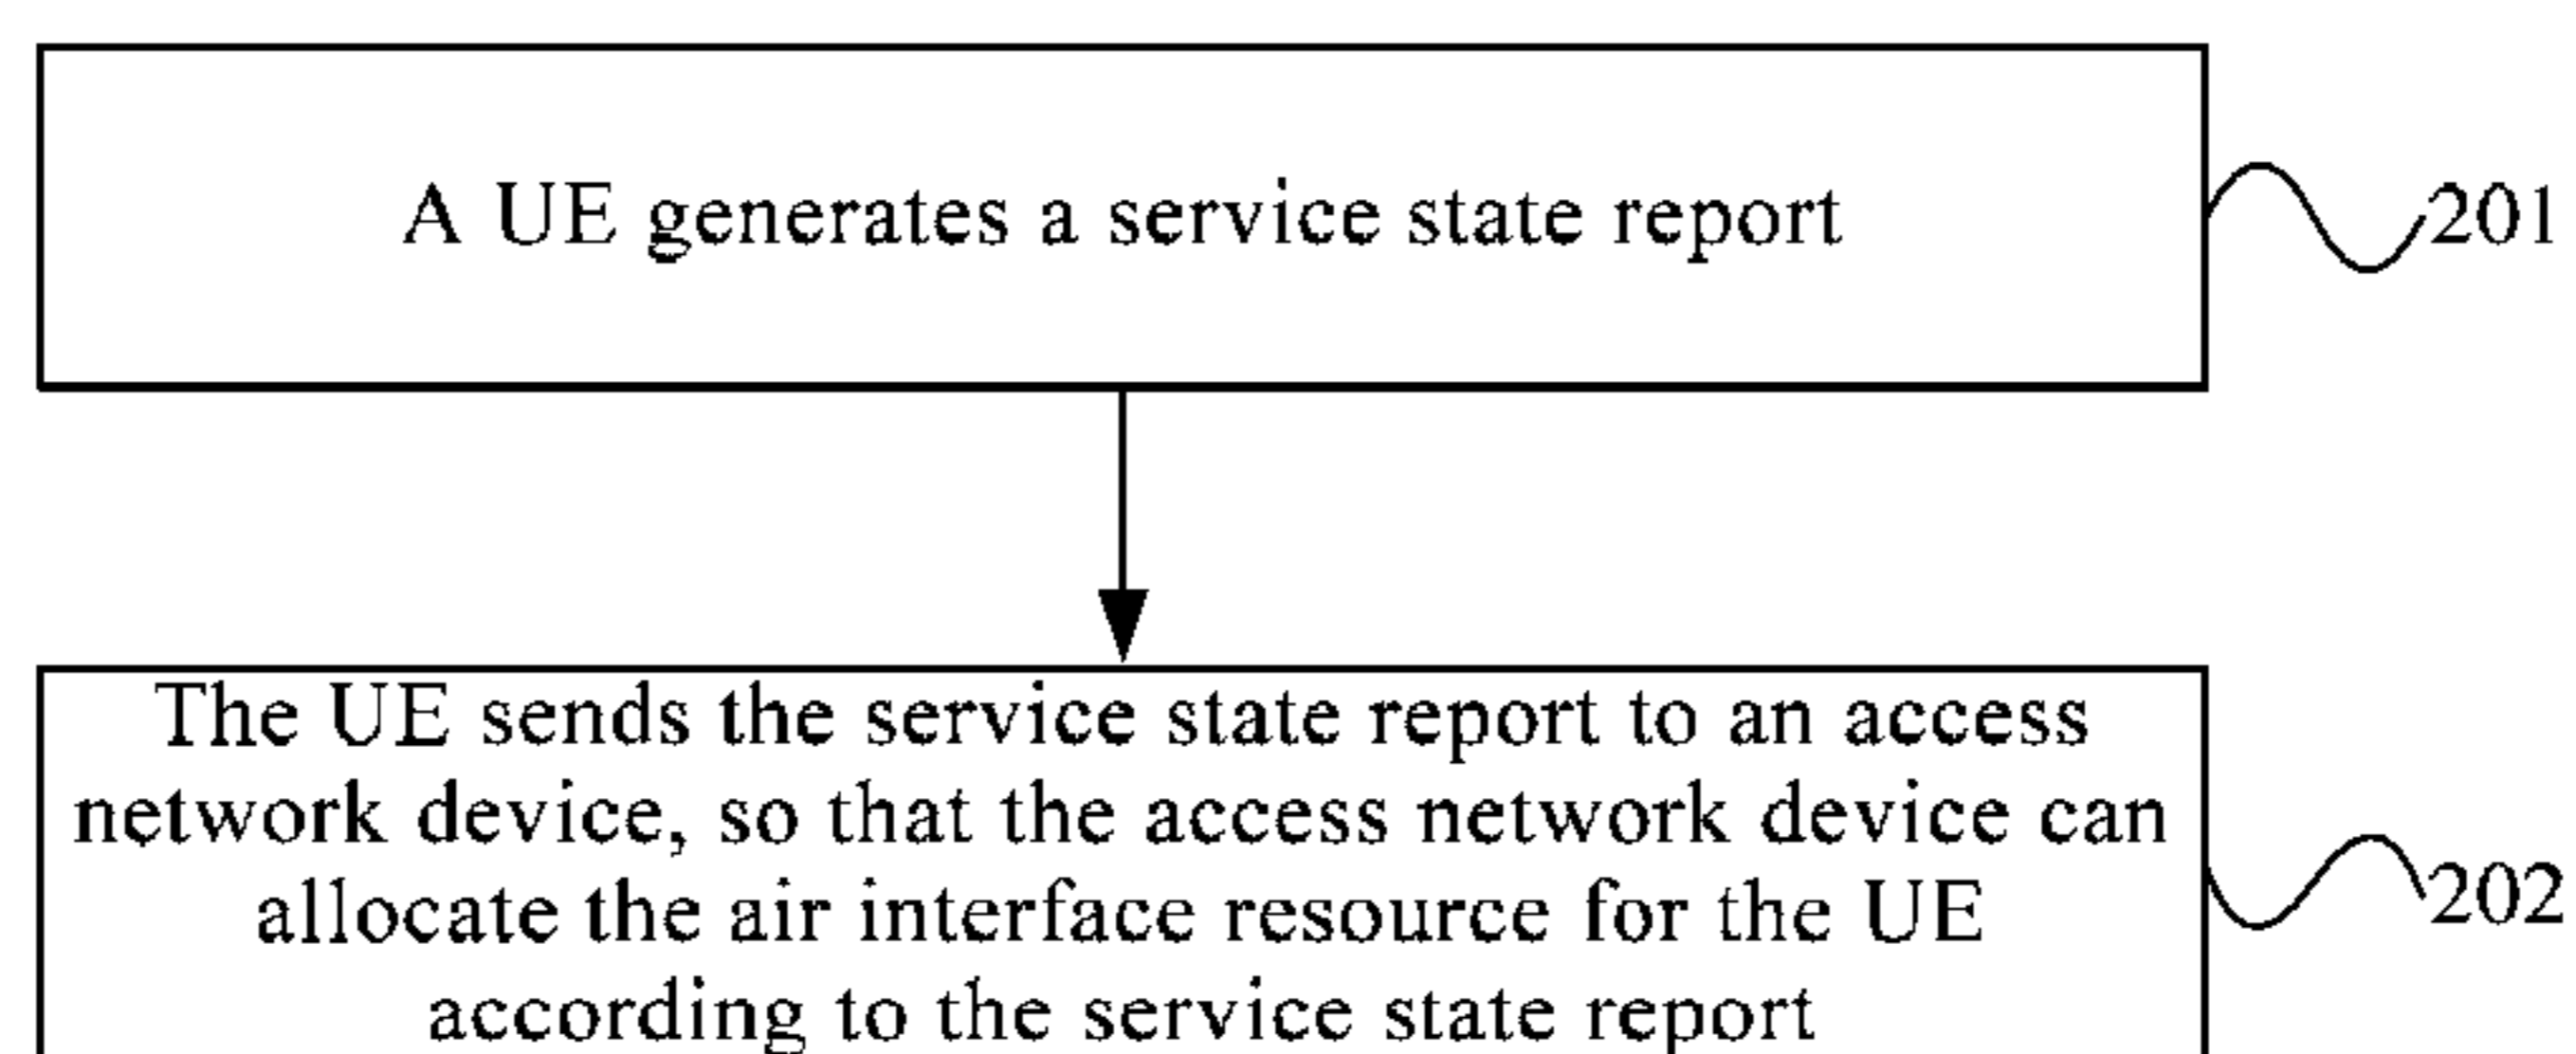 A UE generates a service state report
201
The UE sends the service state report to an access
network device, so that the access network device can
allocate the air interface resource for the UE
according to the service state report
202